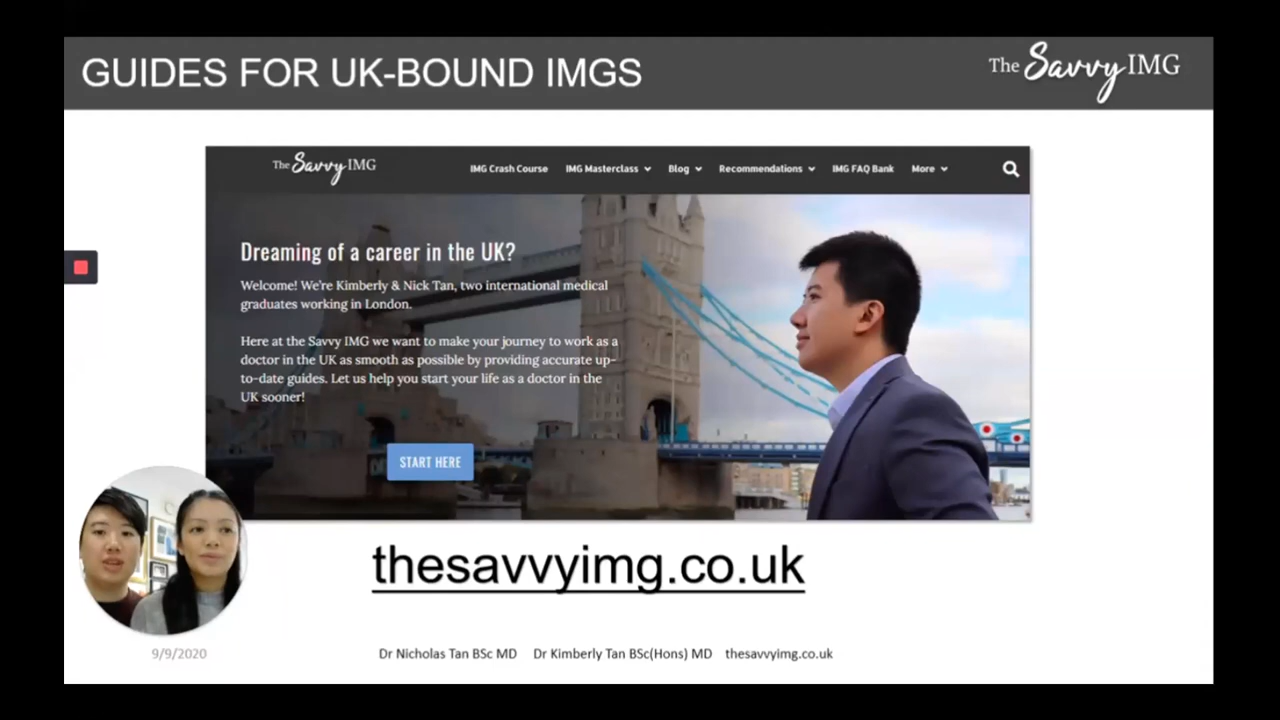 GUIDES FOR UK-BOUND IMGS
The Savvy IMG
The Savvy IMG
IMG Crash Course IMG Masterclass Blog Recommendations IMG FAQ Bank More
Dreaming of a career in the UK?
Welcome! We're Kimberly & Nick Tan, two international medical
graduates working in London.
Here at the Savvy IMG we want to make your journey to work as a
doctor in the UK as smooth as possible by providing accurate up-
to-date guides. Let us help you start your life as a doctor in the
UK sooner!
START HERE
thesavvyimg.co.uk
9/9/2020
Dr Nicholas Tan BSc MD Dr Kimberly Tan BSc(Hons) MD thesavvyimg.co.uk